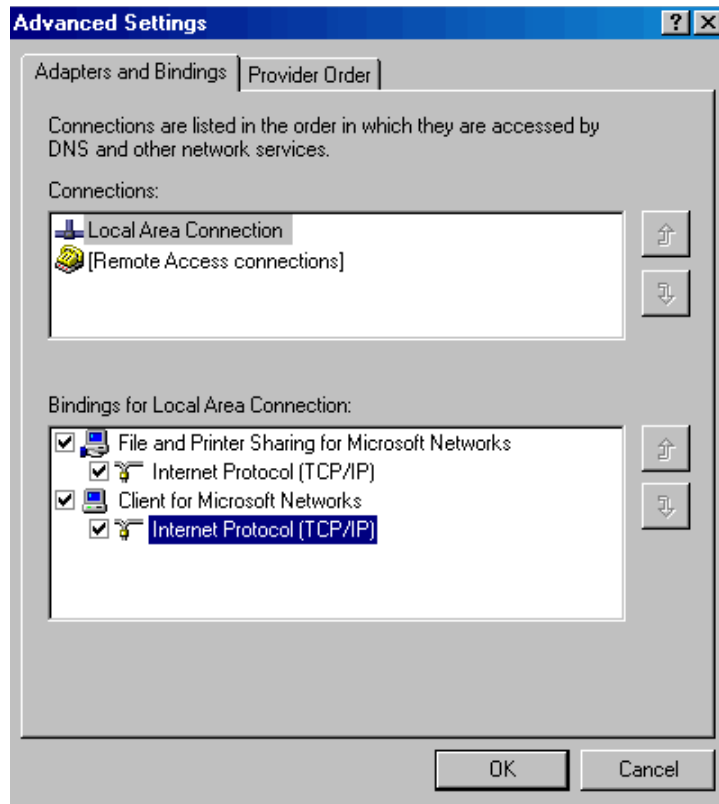 Advanced Settings
Adapters and Bindings
Provider Order
Connections are listed in the order in which they are accessed by
DNS and other network services.
Connections:
Local Area Connection
[Remote Access connections]
Bindings for Local Area Connection:
File and Printer Sharing for Microsoft Networks
Internet Protocol (TCP/IP)
Client for Microsoft Networks
Internet Protocol (TCP/IP)
OK
Cancel